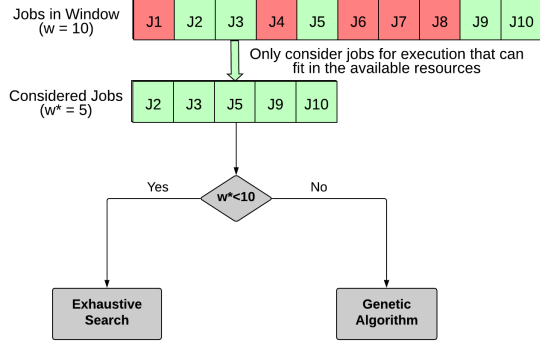 Jobs in Window
(w = 10)
J1 J2 J3 J4 J5 J6 J7 J8 J9 J10
Only consider jobs for execution that can
fit in the available resources
Considered Jobs
(w* = 5)
J2 J3 J5 J9 J10
w*<10
Yes
No
Exhaustive
Search
Genetic
Algorithm